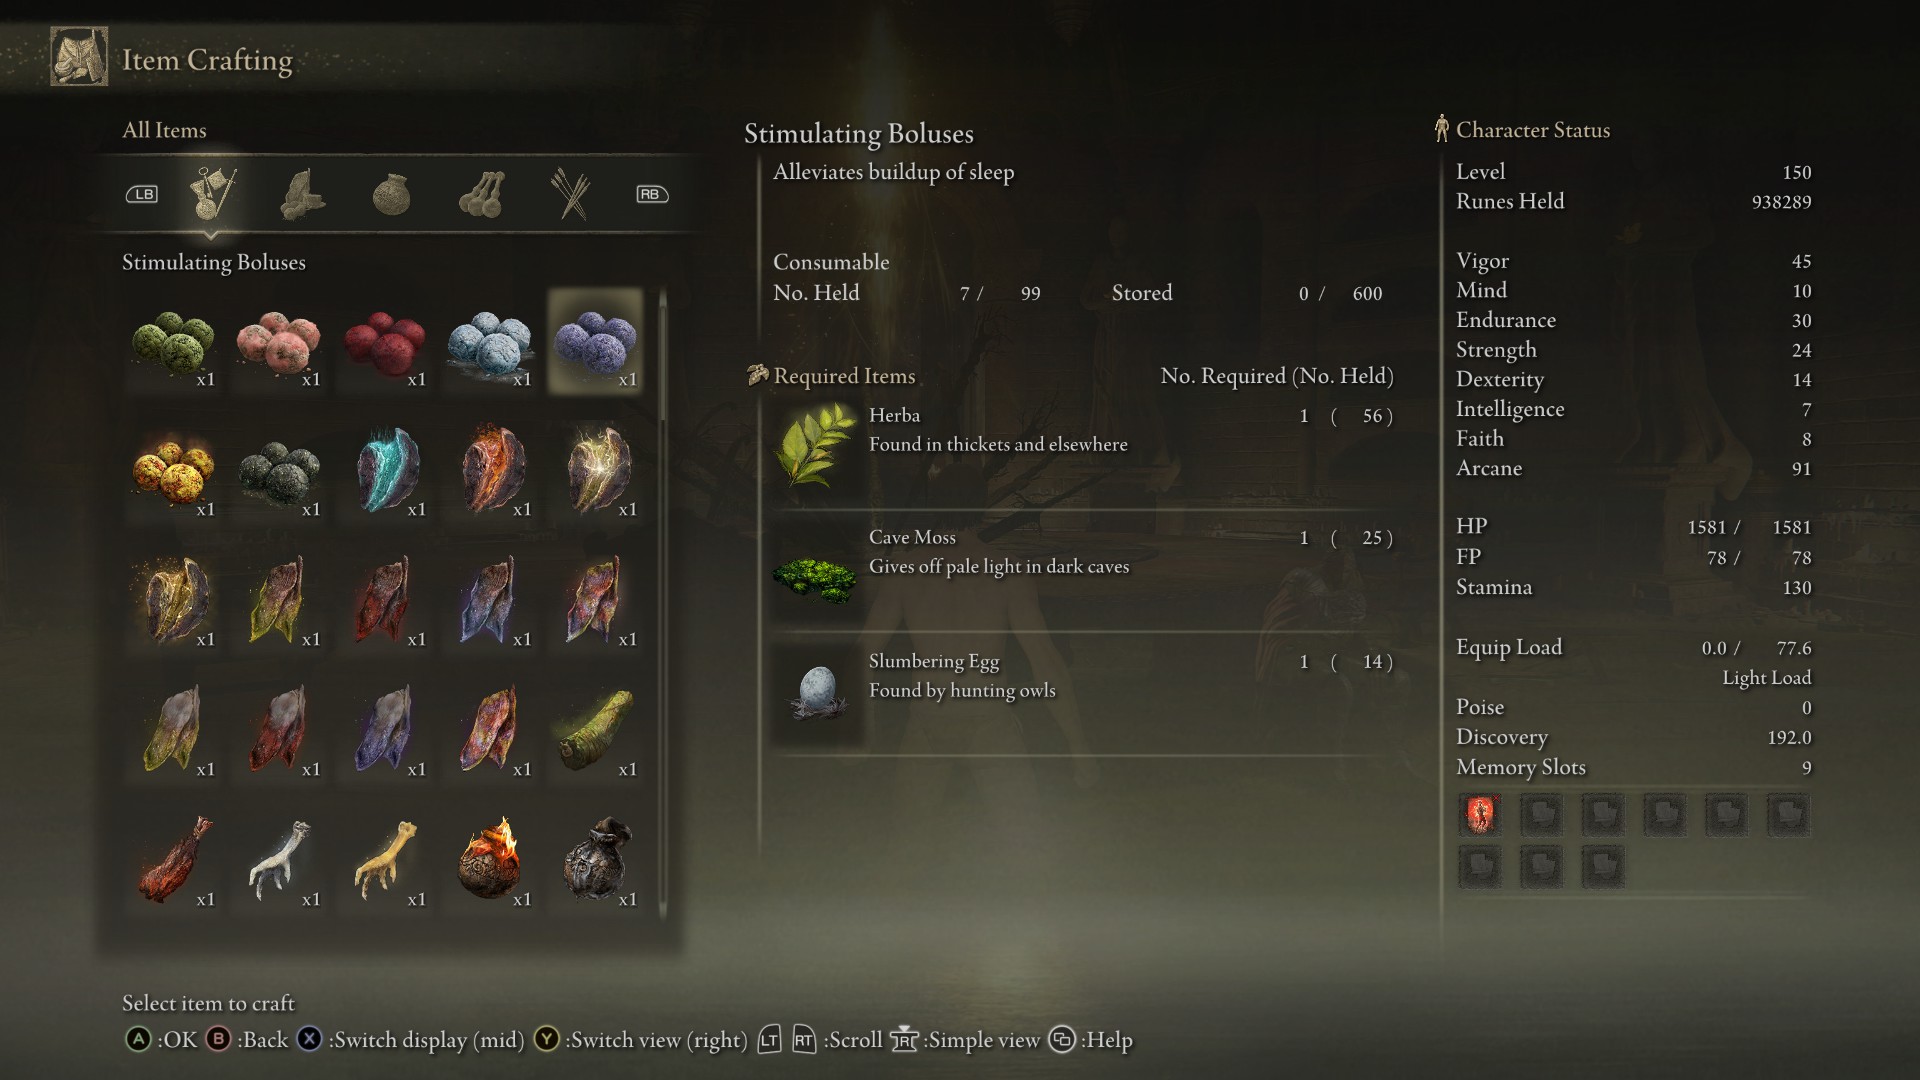 Item Crafting
All Items
LB
RB
Stimulating Boluses
x1 x1 x1 x1 x1
x1 x1 x1 x1 x1
x1 x1 x1 x1 x1
x1 x1 x1 x1 x1
x1 x1 x1 x1 x1
Stimulating Boluses
Alleviates buildup of sleep
Consumable
No. Held 7 / 99 Stored 0 / 600
Required Items No. Required (No. Held)
Herba 1 ( 56 )
Found in thickets and elsewhere
Cave Moss 1 ( 25 )
Gives off pale light in dark caves
Slumbering Egg 1 ( 14 )
Found by hunting owls
Character Status
Level 150
Runes Held 938289
Vigor 45
Mind 10
Endurance 30
Strength 24
Dexterity 14
Intelligence 7
Faith 8
Arcane 91
HP 1581 / 1581
FP 78 / 78
Stamina 130
Equip Load 0.0 / 77.6
Light Load
Poise 0
Discovery 192.0
Memory Slots 9
Select item to craft
A :OK B :Back X :Switch display (mid) Y :Switch view (right) LT RT :Scroll R :Simple view :Help